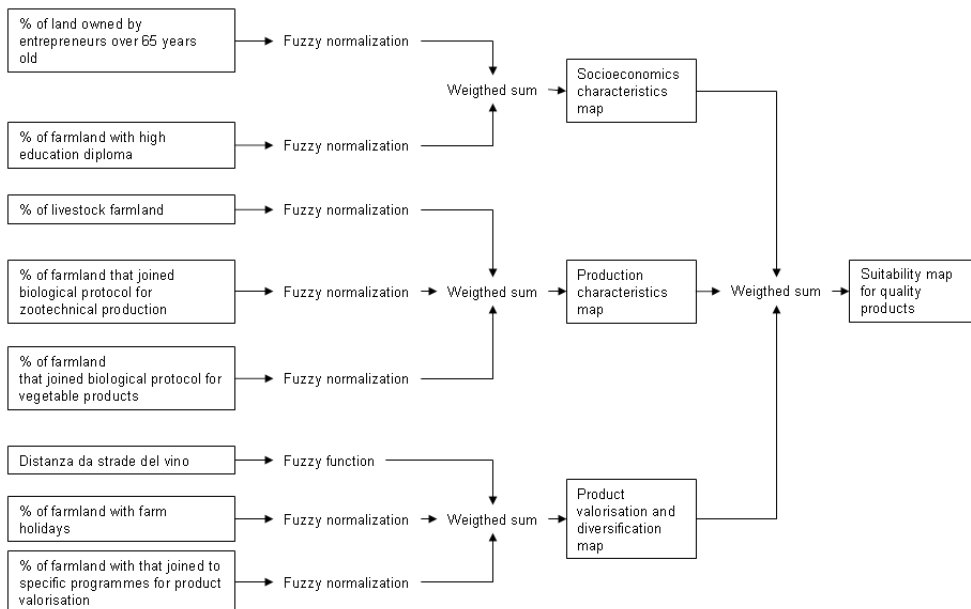 % of land owned by
entrepreneurs over 65 years
old
Fuzzy normalization
Weigthed sum
Socioeconomics
characteristics
map
% of farmland with high
education diploma
Fuzzy normalization
% of livestock farmland
Fuzzy normalization
% of farmland that joined
biological protocol for
zootechnical production
Fuzzy normalization
Weigthed sum
Production
characteristics
map
Weigthed sum
Suitability map
for quality
products
% of farmland
that joined biological protocol for
vegetable products
Fuzzy normalization
Distanza da strade del vino
Fuzzy function
% of farmland with farm
holidays
Fuzzy normalization
Weigthed sum
Product
valorisation and
diversification
map
% of farmland with that joined to
specific programmes for product
valorisation
Fuzzy normalization